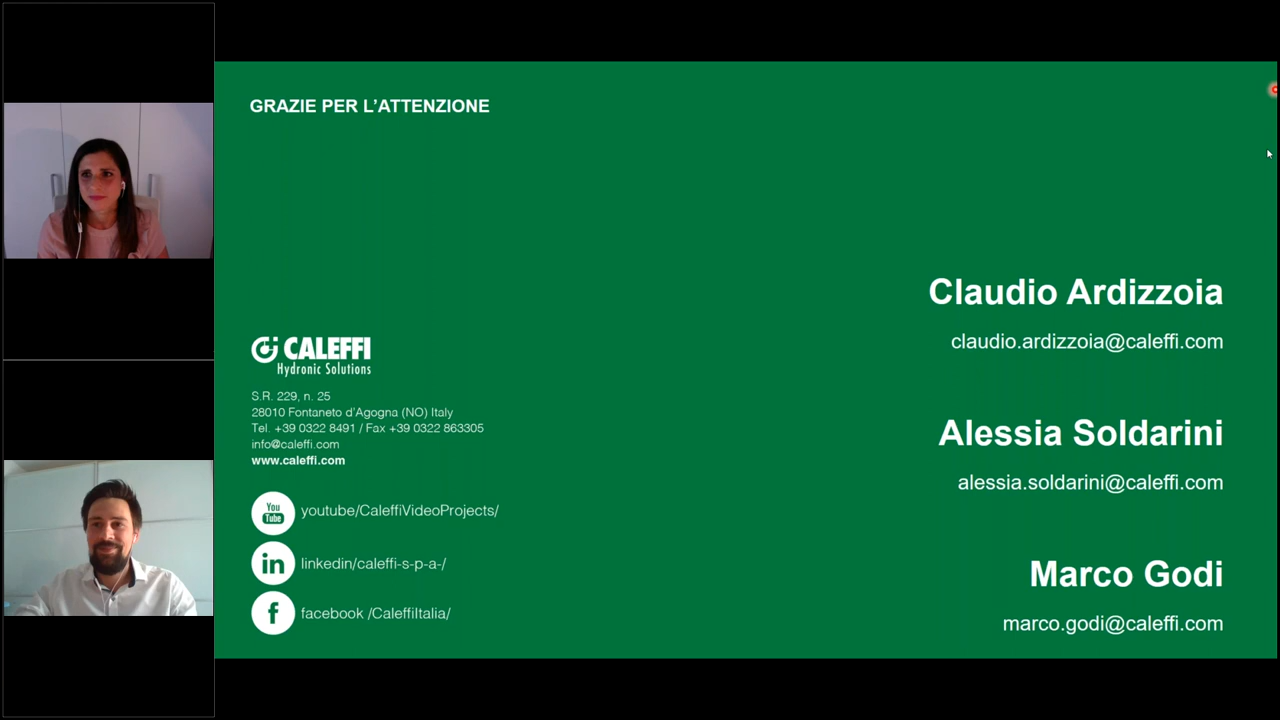 GRAZIE PER L'ATTENZIONE
CALEFFI
Hydronic Solutions
S.R. 229, n. 25
28010 Fontaneto d'Agogna (NO) Italy
Tel. +39 0322 8491 / Fax +39 0322 863305
info@caleffi.com
www.caleffi.com
You
Tube
youtube/CaleffiVideoProjects/
in
linkedin/caleffi-s-p-a-/
f
facebook /CaleffiItalia/
Claudio Ardizzoia
claudio.ardizzoia@caleffi.com
Alessia Soldarini
alessia.soldarini@caleffi.com
Marco Godi
marco.godi@caleffi.com